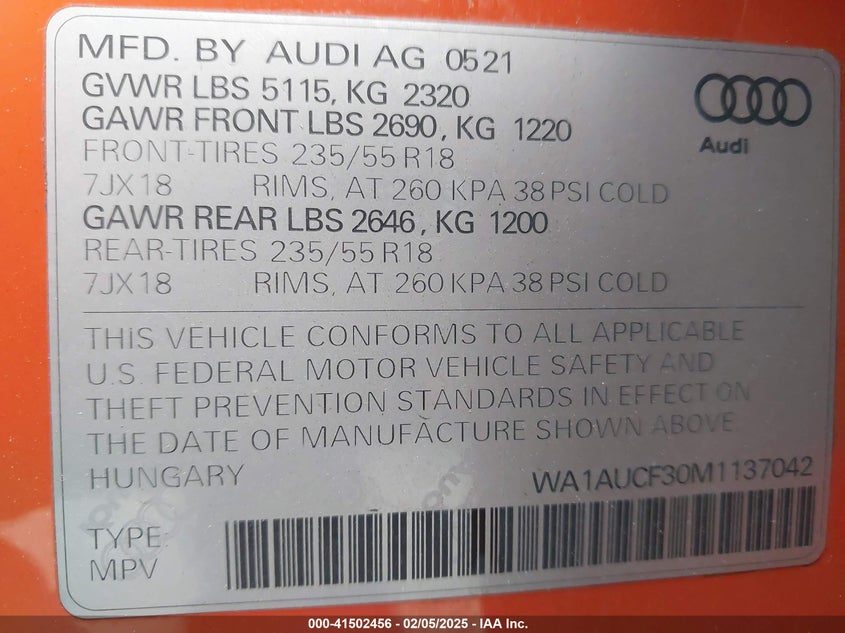 MFD. BY AUDI AG 0521
GVWR LBS 5115, KG 2320
GAWR FRONT LBS 2690, KG 1220
FRONT-TIRES 235/55 R18
7JX18 RIMS, AT 260 KPA 38 PSI COLD
GAWR REAR LBS 2646, KG 1200
REAR-TIRES 235/55 R18
7JX18 RIMS, AT 260 KPA 38 PSI COLD
Audi
THIS VEHICLE CONFORMS TO ALL APPLICABLE
U.S. FEDERAL MOTOR VEHICLE SAFETY AND
THEFT PREVENTION STANDARDS IN EFFECT ON
THE DATE OF MANUFACTURE SHOWN ABOVE.
HUNGARY WA1AUCF30M1137042
TYPE:
MPV
000-41502456 - 02/05/2025 - IAA Inc.